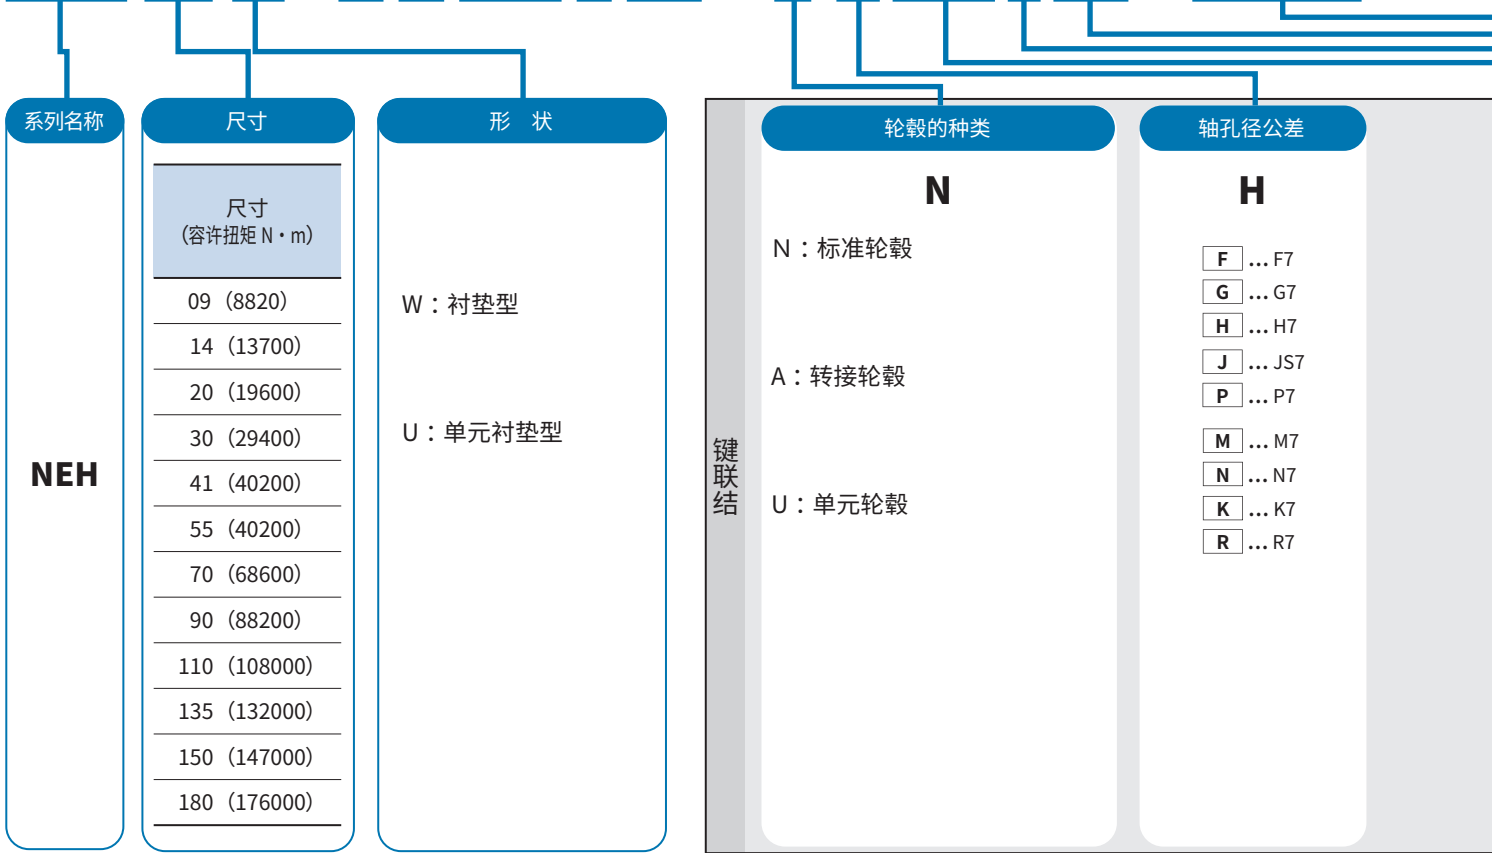 系列名称
NEH
尺寸
尺寸
（容许扭矩 N・m）
09（8820）
14（13700）
20（19600）
30（29400）
41（40200）
55（40200）
70（68600）
90（88200）
110（108000）
135（132000）
150（147000）
180（176000）
形 状
W：衬垫型
U：单元衬垫型
键联结
轮毂的种类
N
N：标准轮毂
A：转接轮毂
U：单元轮毂
轴孔径公差
H
F … F7
G … G7
H … H7
J … JS7
P … P7
M … M7
N … N7
K … K7
R … R7